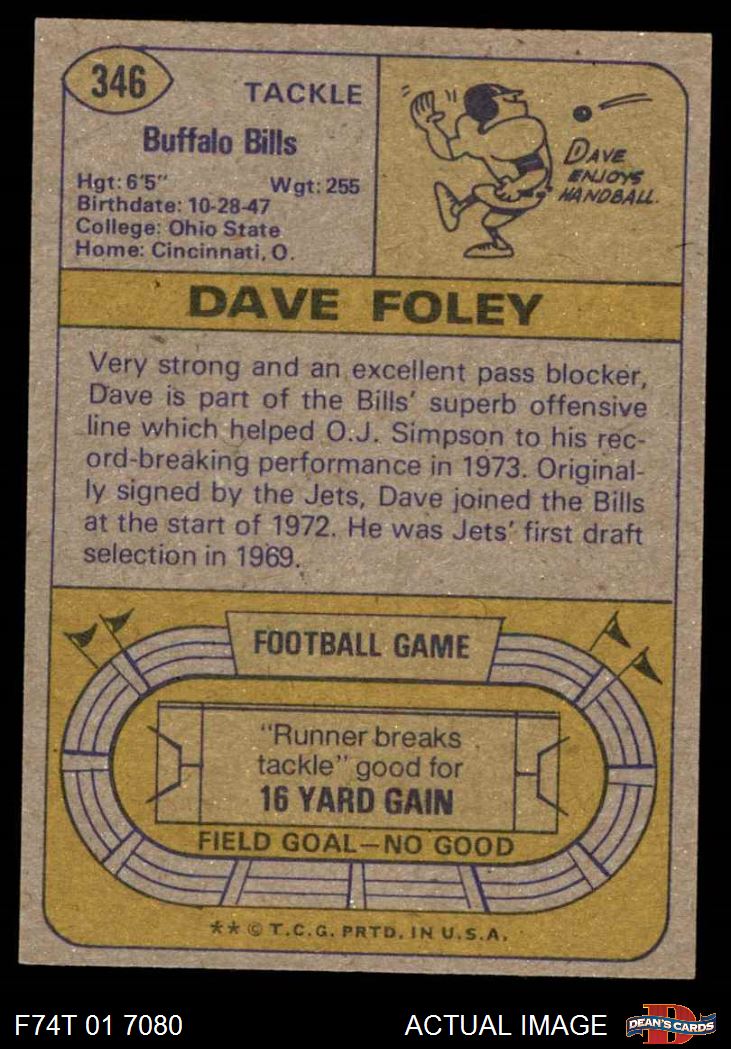 346
TACKLE
Buffalo Bills
Hgt: 6'5" Wgt: 255
Birthdate: 10-28-47
College: Ohio State
Home: Cincinnati, O.
DAVE
ENJOYS
HANDBALL.
DAVE FOLEY
Very strong and an excellent pass blocker,
Dave is part of the Bills' superb offensive
line which helped O.J. Simpson to his rec-
ord-breaking performance in 1973. Original-
ly signed by the Jets, Dave joined the Bills
at the start of 1972. He was Jets' first draft
selection in 1969.
FOOTBALL GAME
"Runner breaks
tackle" good for
16 YARD GAIN
FIELD GOAL—NO GOOD
** © T.C.G. PRTD. IN U.S.A.
F74T 01 7080 ACTUAL IMAGE
DEAN'S CARDS